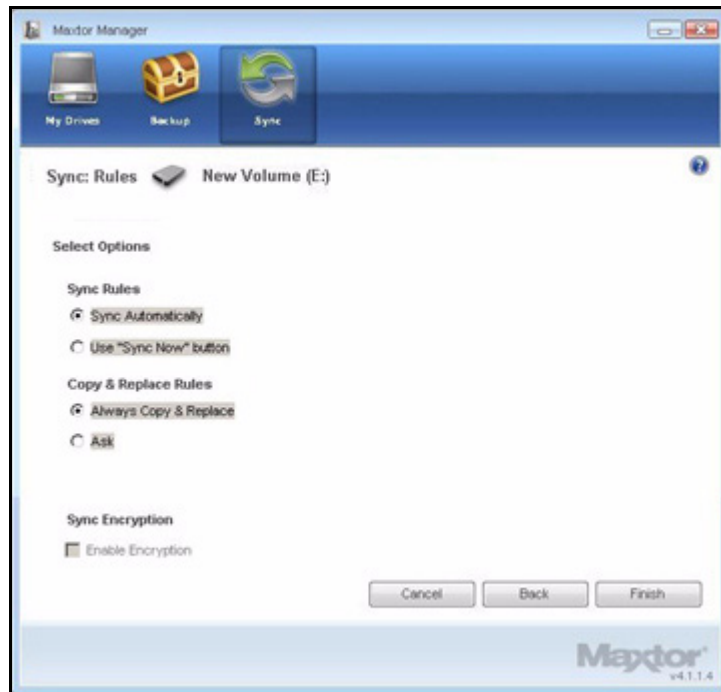 Maxtor Manager
My Drives Backup Sync
Sync: Rules New Volume (E:)
Select Options
Sync Rules
Sync Automatically
Use "Sync Now" button
Copy & Replace Rules
Always Copy & Replace
Ask
Sync Encryption
Enable Encryption
Cancel Back Finish
Maxtor
v4.1.1.4